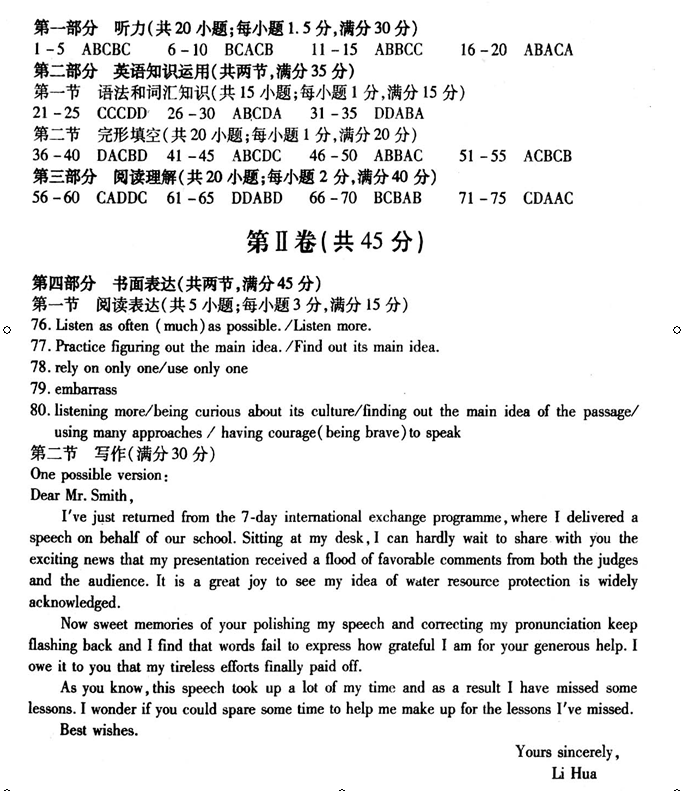 第一部分 听力(共20小题;每小题1.5分,满分30分)
1-5 ABCBC 6-10 BCACB 11-15 ABBCC 16-20 ABACA
第二部分 英语知识运用(共两节,满分35分)
第一节 语法和词汇知识(共15小题;每小题1分,满分15分)
21-25 CCCDD 26-30 ABCDA 31-35 DDABA
第二节 完形填空(共20小题;每小题1分,满分20分)
36-40 DACBD 41-45 ABCDC 46-50 ABBAC 51-55 ACBCB
第三部分 阅读理解(共20小题;每小题2分,满分40分)
56-60 CADDC 61-65 DDABD 66-70 BCBAB 71-75 CDAAC
第Ⅱ卷(共45分)
第四部分 书面表达(共两节,满分45分)
第一节 阅读表达(共5小题;每小题3分,满分15分)
76. Listen as often (much) as possible. /Listen more.
77. Practice figuring out the main idea. /Find out its main idea.
78. rely on only one/use only one
79. embarrass
80. listening more/being curious about its culture/finding out the main idea of the passage/
using many approaches / having courage(being brave) to speak
第二节 写作(满分30分)
One possible version:
Dear Mr. Smith,
I've just returned from the 7-day international exchange programme, where I delivered a
speech on behalf of our school. Sitting at my desk, I can hardly wait to share with you the
exciting news that my presentation received a flood of favorable comments from both the judges
and the audience. It is a great joy to see my idea of water resource protection is widely
acknowledged.
Now sweet memories of your polishing my speech and correcting my pronunciation keep
flashing back and I find that words fail to express how grateful I am for your generous help. I
owe it to you that my tireless efforts finally paid off.
As you know, this speech took up a lot of my time and as a result I have missed some
lessons. I wonder if you could spare some time to help me make up for the lessons I've missed.
Best wishes.
Yours sincerely,
Li Hua